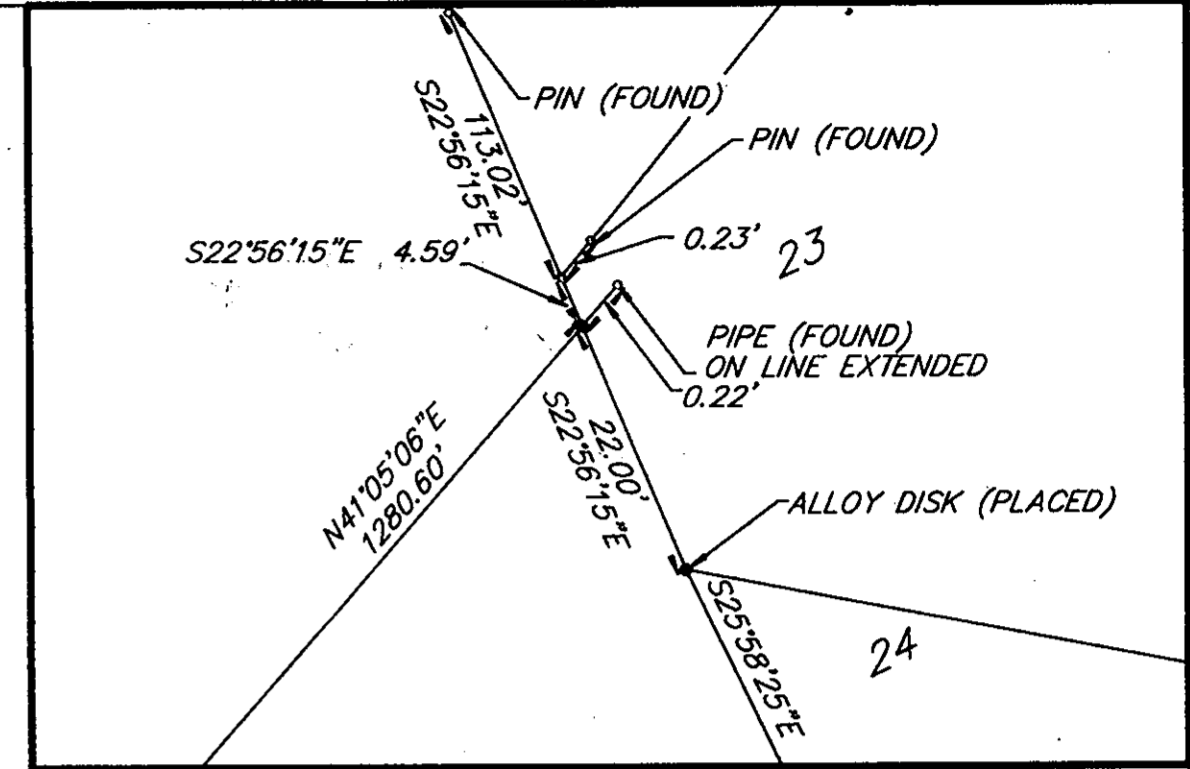 PIN (FOUND)
113.02'
S22°56'15"E
PIN (FOUND)
0.23'
23
S22°56'15"E 4.59'
PIPE (FOUND)
ON LINE EXTENDED
0.22'
N41°05'06"E
1280.60'
22.00'
S22°56'15"E
ALLOY DISK (PLACED)
S25°58'25"E
24